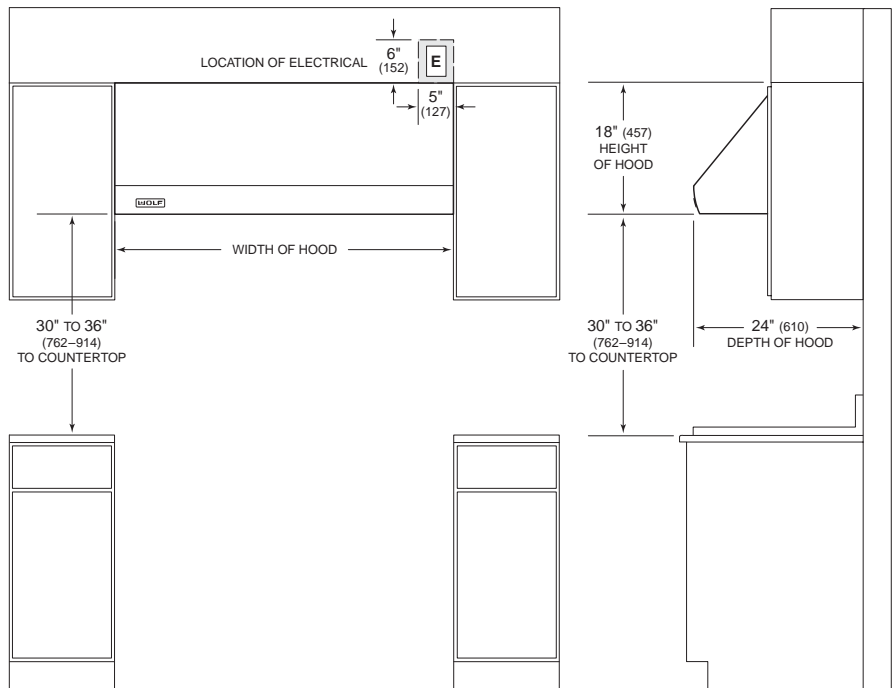 LOCATION OF ELECTRICAL
6"
(152)
E
5"
(127)
WOLF
WIDTH OF HOOD
30" TO 36"
(762–914)
TO COUNTERTOP
18" (457)
HEIGHT
OF HOOD
30" TO 36"
(762–914)
TO COUNTERTOP
24" (610)
DEPTH OF HOOD